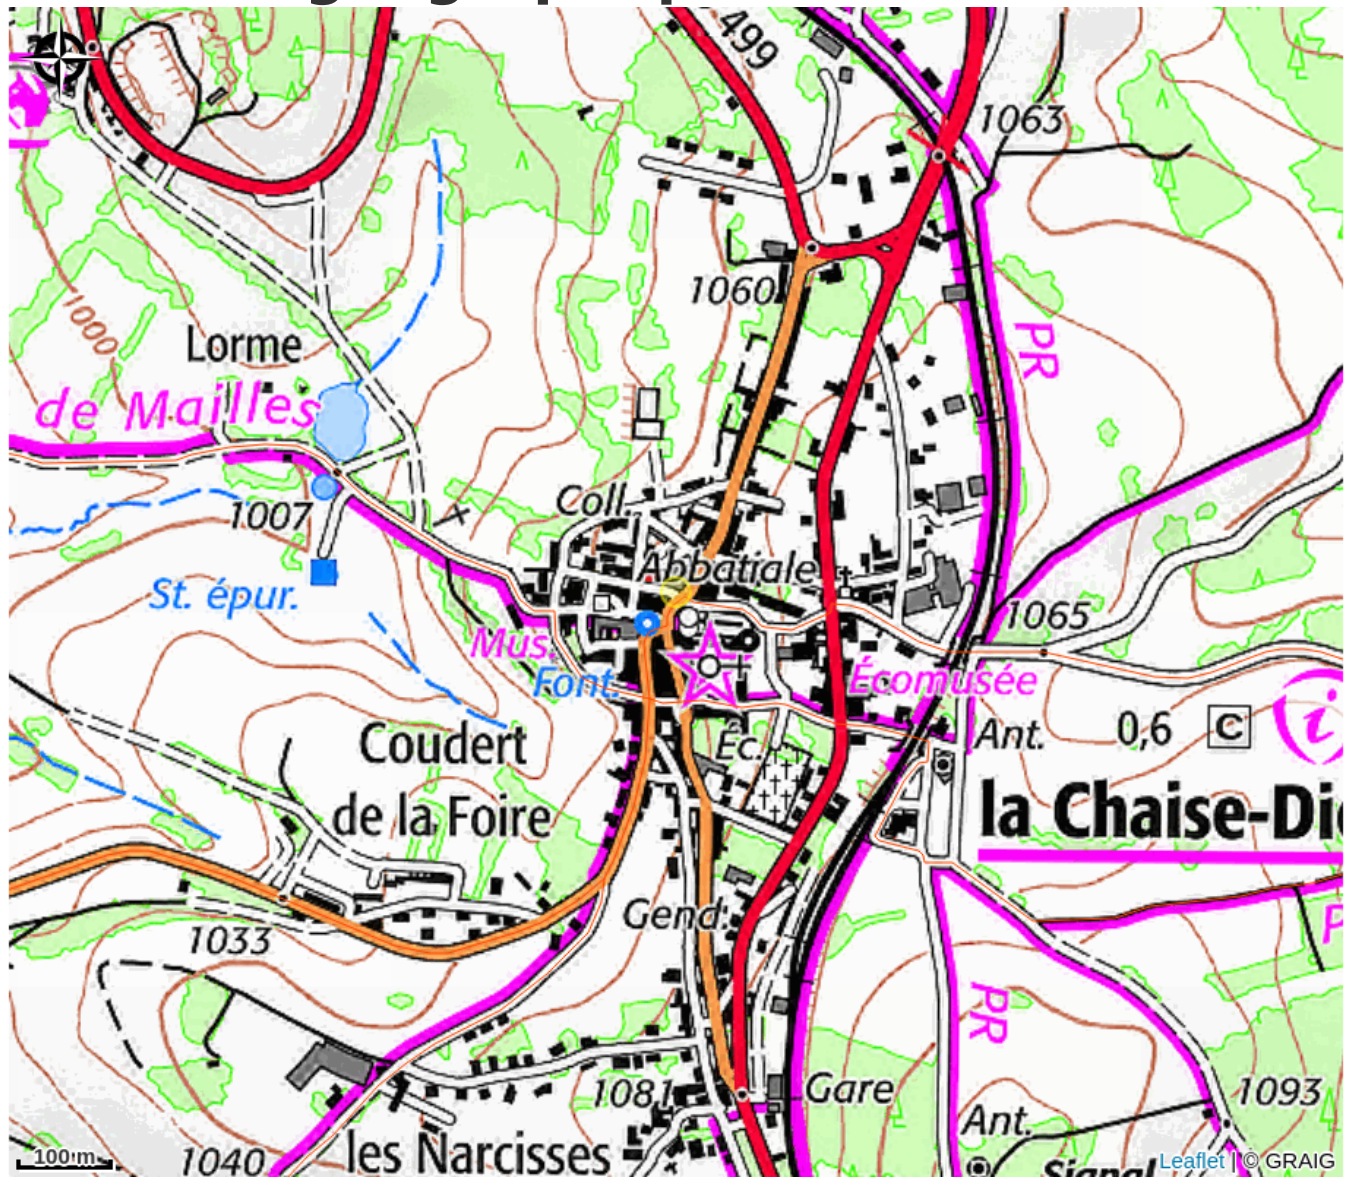 499
1063
1060
PR
1000
Lorme
de Mailles
Coll.
1007
Abbatiale
St. épur.
1065
Mus.
Font.
Écomusée
Coudert
de la Foire
Éc.
Ant.
0,6 C
i
la Chaise-Die
Gend.
1033
P
PR
1081
Gare
1093
Ant.
1040
les Narcisses
Signal
100 m
Leaflet | © GRAIG